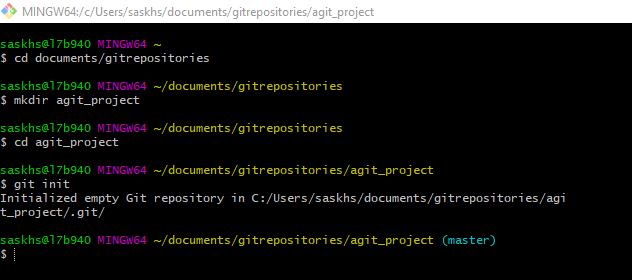 MINGW64:/c/Users/saskhs/documents/gitrepositories/agit_project
saskhs@l7b940 MINGW64 ~
$ cd documents/gitrepositories
saskhs@l7b940 MINGW64 ~/documents/gitrepositories
$ mkdir agit_project
saskhs@l7b940 MINGW64 ~/documents/gitrepositories
$ cd agit_project
saskhs@l7b940 MINGW64 ~/documents/gitrepositories/agit_project
$ git init
Initialized empty Git repository in C:/Users/saskhs/documents/gitrepositories/agi
t_project/.git/
saskhs@l7b940 MINGW64 ~/documents/gitrepositories/agit_project (master)
$